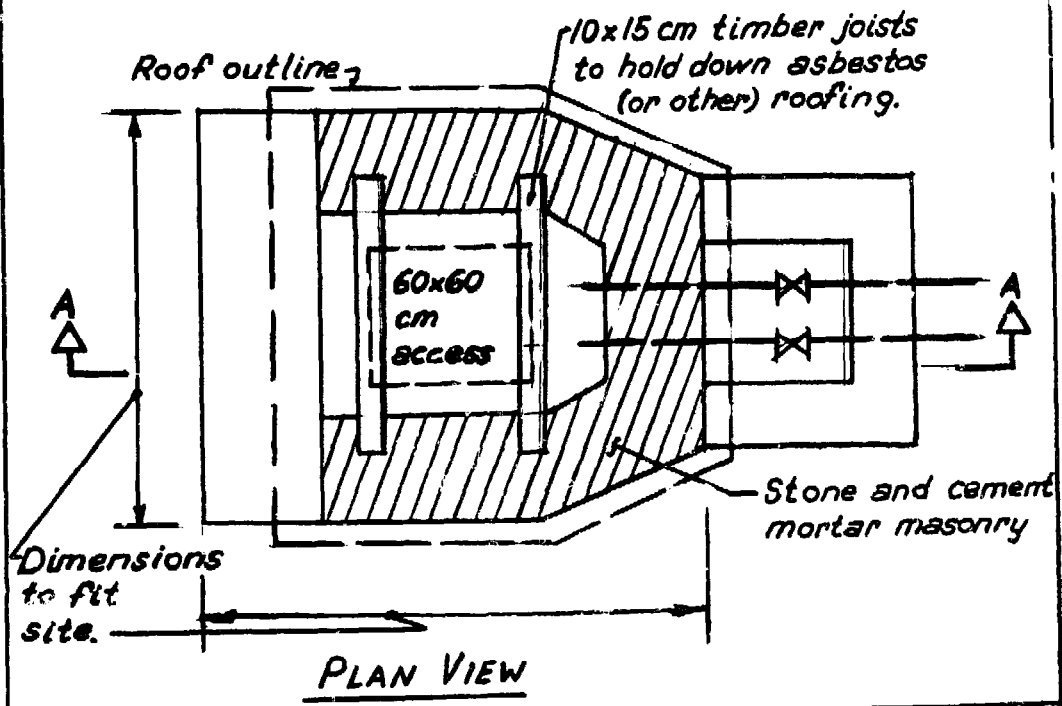 10x15 cm timber joists
to hold down asbestos
(or other) roofing.
Roof outline
60x60
cm
access
A
A
Stone and cement
mortar masonry
Dimensions
to fit
site.
PLAN VIEW